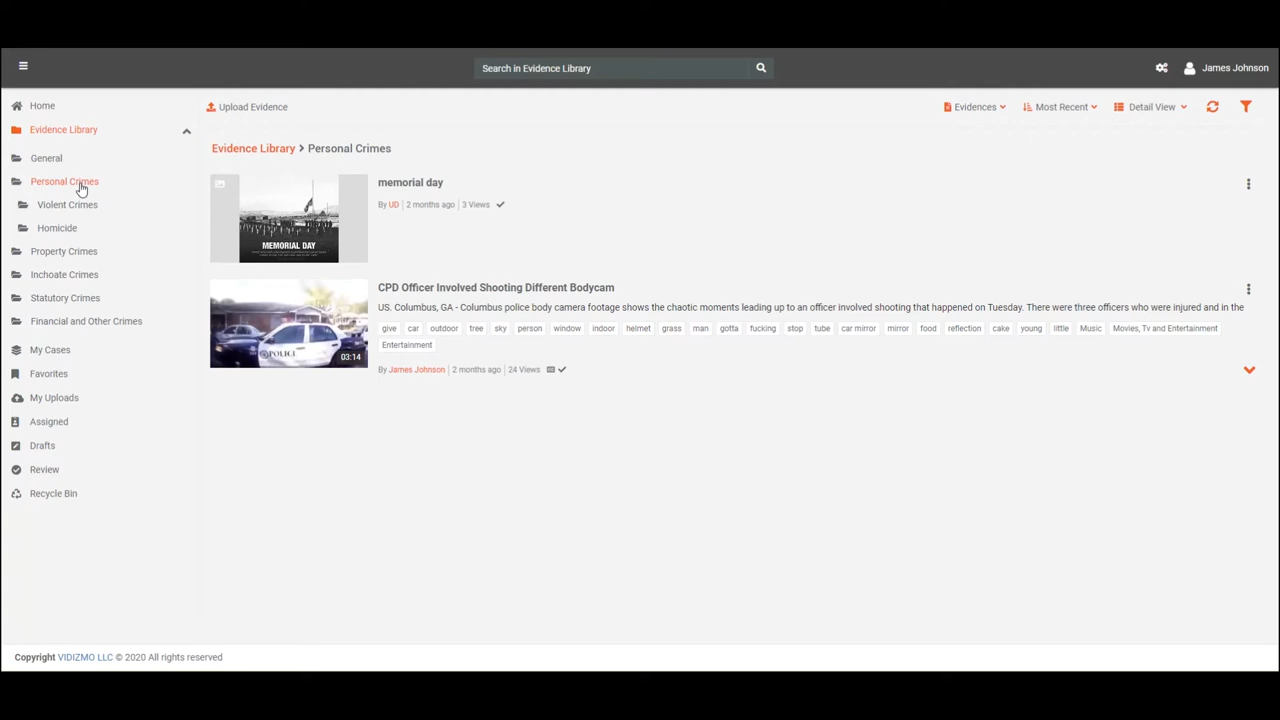 Search in Evidence Library
James Johnson
Home
Evidence Library
General
Personal Crimes
Violent Crimes
Homicide
Property Crimes
Inchoate Crimes
Statutory Crimes
Financial and Other Crimes
My Cases
Favorites
My Uploads
Assigned
Drafts
Review
Recycle Bin
Upload Evidence
Evidences
Most Recent
Detail View
Evidence Library > Personal Crimes
MEMORIAL DAY
memorial day
By UD | 2 months ago | 3 Views
POLICE
03:14
CPD Officer Involved Shooting Different Bodycam
US. Columbus, GA - Columbus police body camera footage shows the chaotic moments leading up to an officer involved shooting that happened on Tuesday. There were three officers who were injured and in the
give car outdoor tree sky person window indoor helmet grass man gotta fucking stop tube car mirror mirror food reflection cake young little Music Movies, Tv and Entertainment
Entertainment
By James Johnson | 2 months ago | 24 Views CC
Copyright VIDIZMO LLC © 2020 All rights reserved